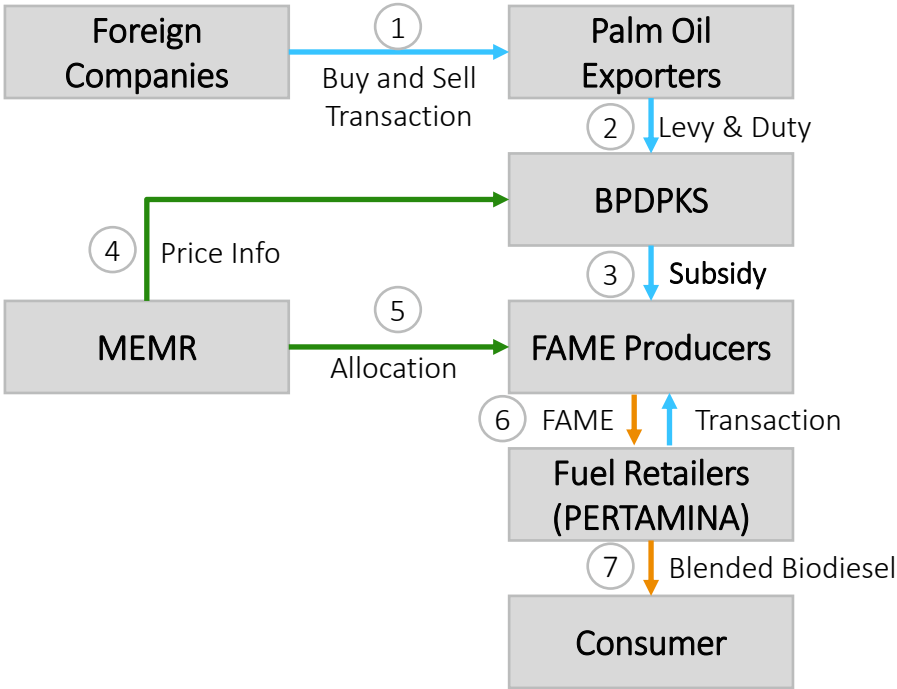 Foreign
Companies
1
Buy and Sell
Transaction
Palm Oil
Exporters
2
Levy & Duty
BPDPKS
4
Price Info
3
Subsidy
MEMR
5
Allocation
FAME Producers
6
FAME
Transaction
Fuel Retailers
(PERTAMINA)
7
Blended Biodiesel
Consumer